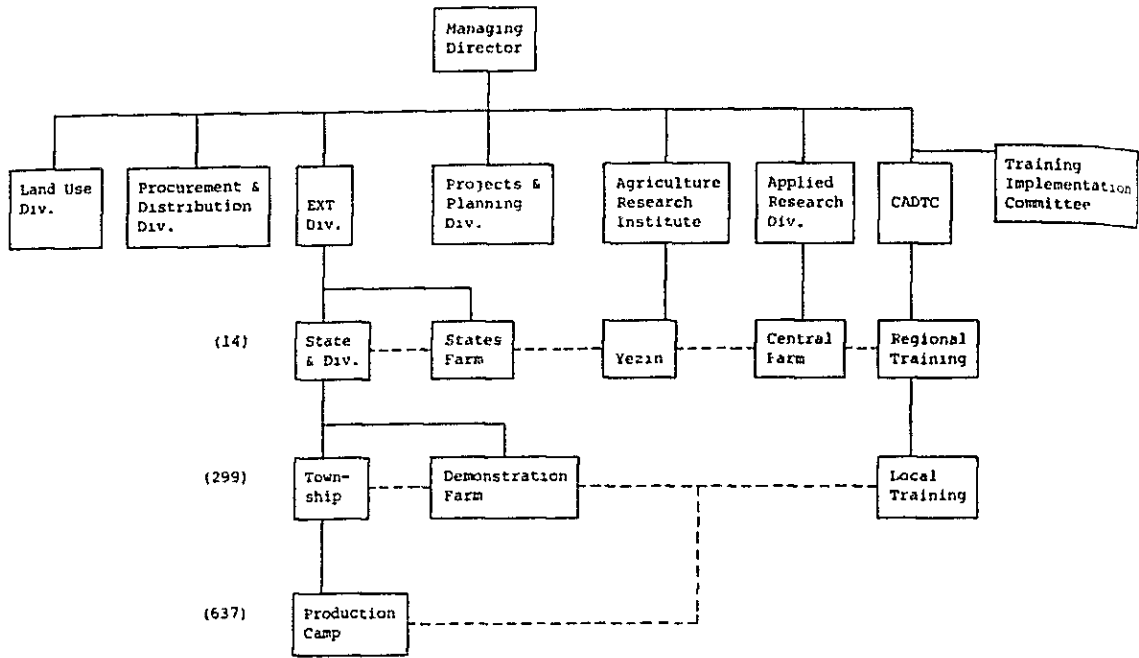 Managing
Director
Land Use
Div.
Procurement &
Distribution
Div.
EXT
Div.
Projects &
Planning
Div.
Agriculture
Research
Institute
Applied
Research
Div.
CADTC
Training
Implementation
Committee
(14)
State
& Div.
States
Farm
Yezin
Central
Farm
Regional
Training
(299)
Town-
ship
Demonstration
Farm
Local
Training
(637)
Production
Camp